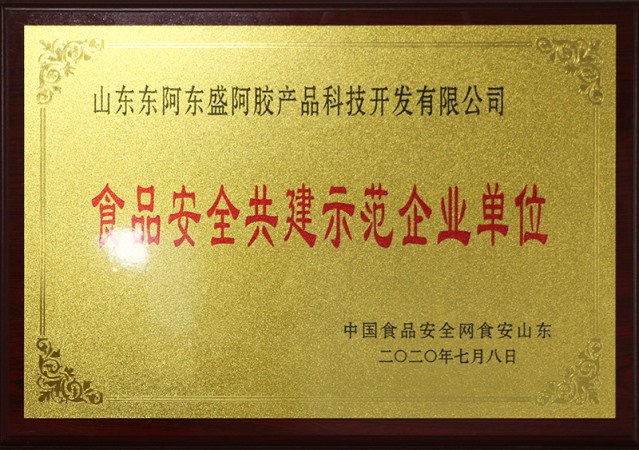 山东东阿东盛阿胶产品科技开发有限公司
食品安全共建示范企业单位
中国食品安全网食安山东
二〇二〇年七月八日